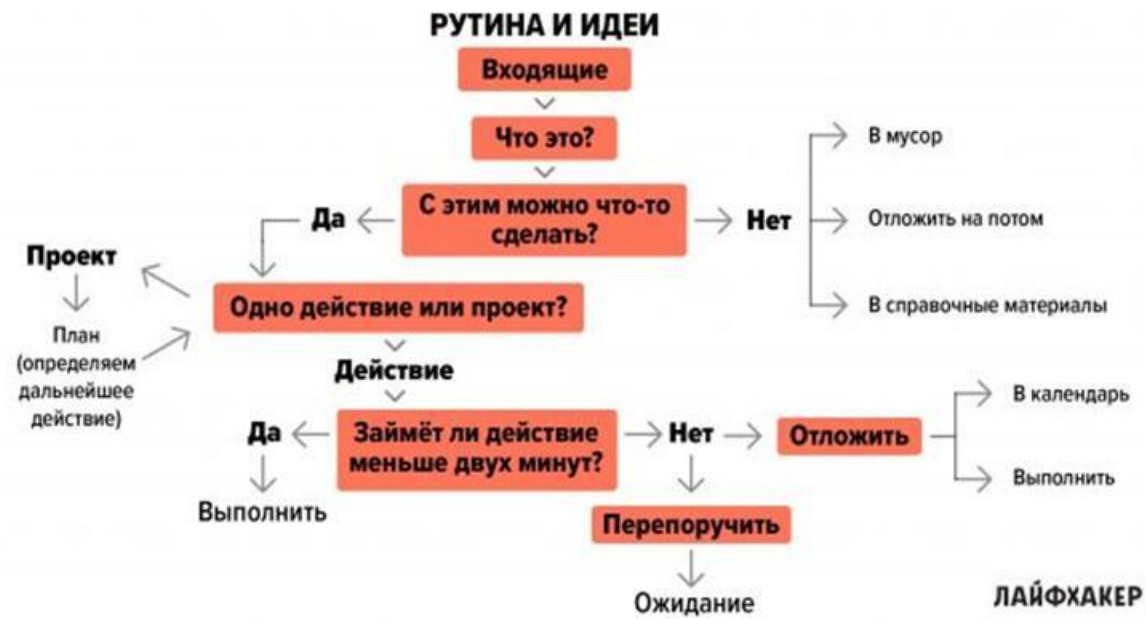 РУТИНА И ИДЕИ
Входящие
Что это?
С этим можно что-то
сделать?
Да
Нет
В мусор
Отложить на потом
В справочные материалы
Проект
План
(определяем
дальнейшее
действие)
Одно действие или проект?
Действие
Займёт ли действие
меньше двух минут?
Да
Выполнить
Нет
Отложить
В календарь
Выполнить
Перепоручить
Ожидание
ЛАЙФХАКЕР